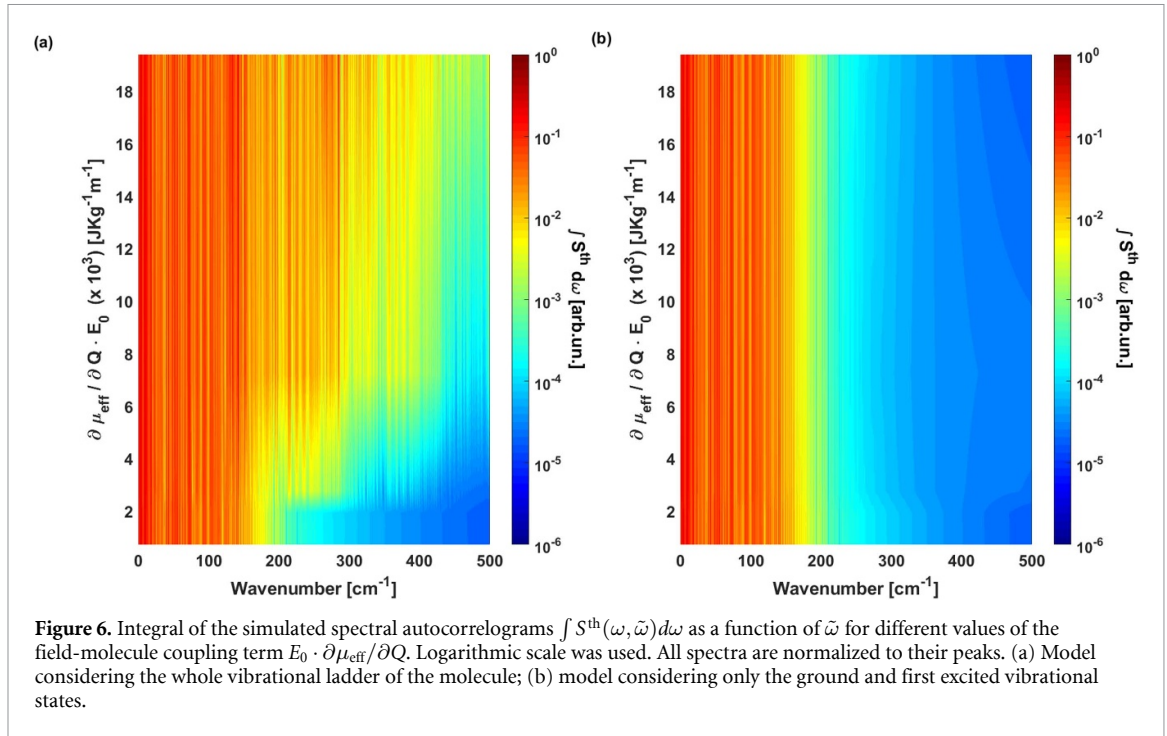 (a)
(b)
18
16
14
12
10
8
6
4
2
∂ μeff / ∂ Q · E0 (x 10³) [JKg⁻¹m⁻¹]
0 100 200 300 400 500
Wavenumber [cm⁻¹]
10⁰
10⁻¹
10⁻²
10⁻³
10⁻⁴
10⁻⁵
10⁻⁶
∫ Sᵗʰ dω [arb.un.]
18
16
14
12
10
8
6
4
2
∂ μeff / ∂ Q · E0 (x 10³) [JKg⁻¹m⁻¹]
0 100 200 300 400 500
Wavenumber [cm⁻¹]
10⁰
10⁻¹
10⁻²
10⁻³
10⁻⁴
10⁻⁵
10⁻⁶
∫ Sᵗʰ dω [arb.un.]
Figure 6. Integral of the simulated spectral autocorrelograms ∫ Sᵗʰ(ω, ω̃)dω as a function of ω̃ for different values of the
field-molecule coupling term E0 · ∂μeff/∂Q. Logarithmic scale was used. All spectra are normalized to their peaks. (a) Model
considering the whole vibrational ladder of the molecule; (b) model considering only the ground and first excited vibrational
states.